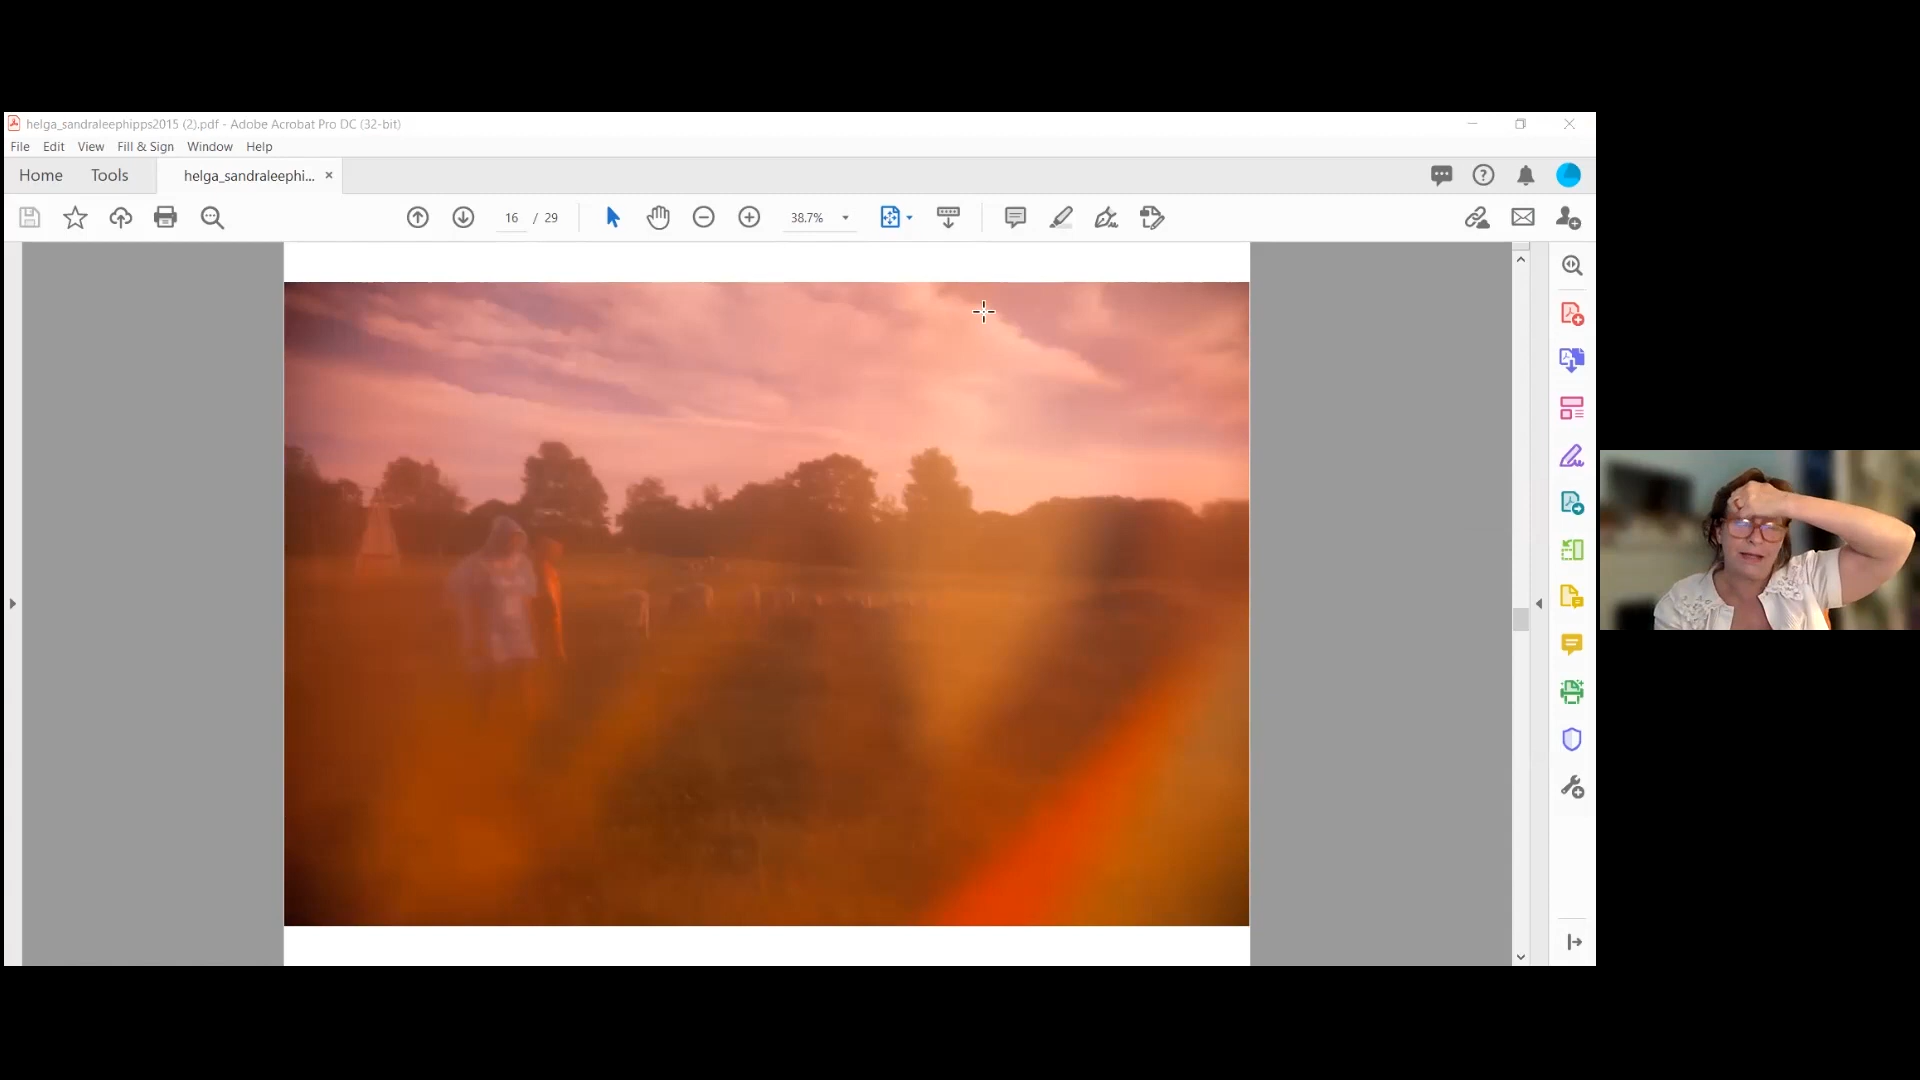 helga_sandraleephipps2015 (2).pdf - Adobe Acrobat Pro DC (32-bit)
File Edit View Fill & Sign Window Help
Home Tools helga_sandraleephi... ×
16 / 29 38.7%